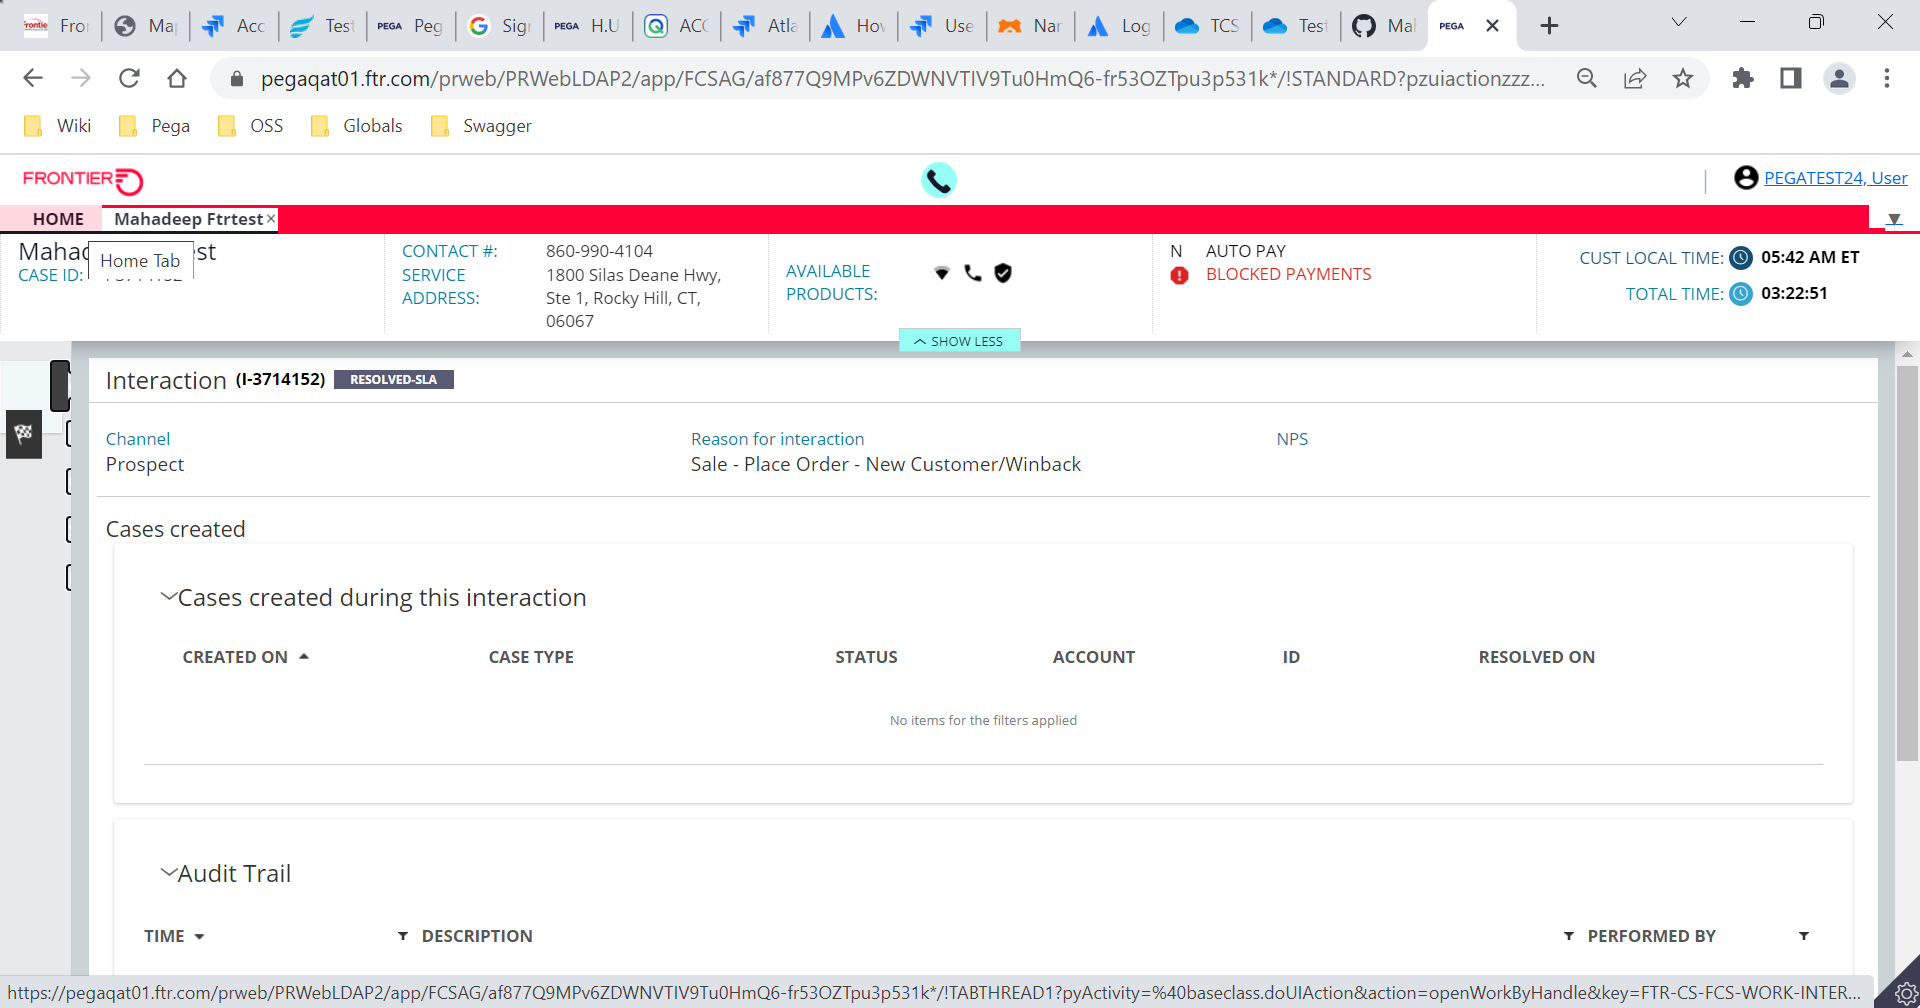 Fro
Ma
Acc
Test
PEGA Peg
Sig
PEGA H.U
ACC
Atla
Hov
Use
Nar
Log
TCS
Test
Mal
PEGA
pegaqat01.ftr.com/prweb/PRWebLDAP2/app/FCSAG/af877Q9MPv6ZDWNVTIV9Tu0HmQ6-fr53OZTpu3p531k*/!STANDARD?pzuiactionzzz...
Wiki Pega OSS Globals Swagger
FRONTIER
PEGATEST24, User
HOME Mahadeep Ftrtest ×
Home Tab
CASE ID:
CONTACT #: 860-990-4104
SERVICE ADDRESS: 1800 Silas Deane Hwy,
Ste 1, Rocky Hill, CT,
06067
AVAILABLE
PRODUCTS:
N AUTO PAY
BLOCKED PAYMENTS
CUST LOCAL TIME: 05:42 AM ET
TOTAL TIME: 03:22:51
SHOW LESS
Interaction (I-3714152) RESOLVED-SLA
Channel Reason for interaction NPS
Prospect Sale - Place Order - New Customer/Winback
Cases created
Cases created during this interaction
CREATED ON CASE TYPE STATUS ACCOUNT ID RESOLVED ON
No items for the filters applied
Audit Trail
TIME DESCRIPTION PERFORMED BY
https://pegaqat01.ftr.com/prweb/PRWebLDAP2/app/FCSAG/af877Q9MPv6ZDWNVTIV9Tu0HmQ6-fr53OZTpu3p531k*/!TABTHREAD1?pyActivity=%40baseclass.doUIAction&action=openWorkByHandle&key=FTR-CS-FCS-WORK-INTER...